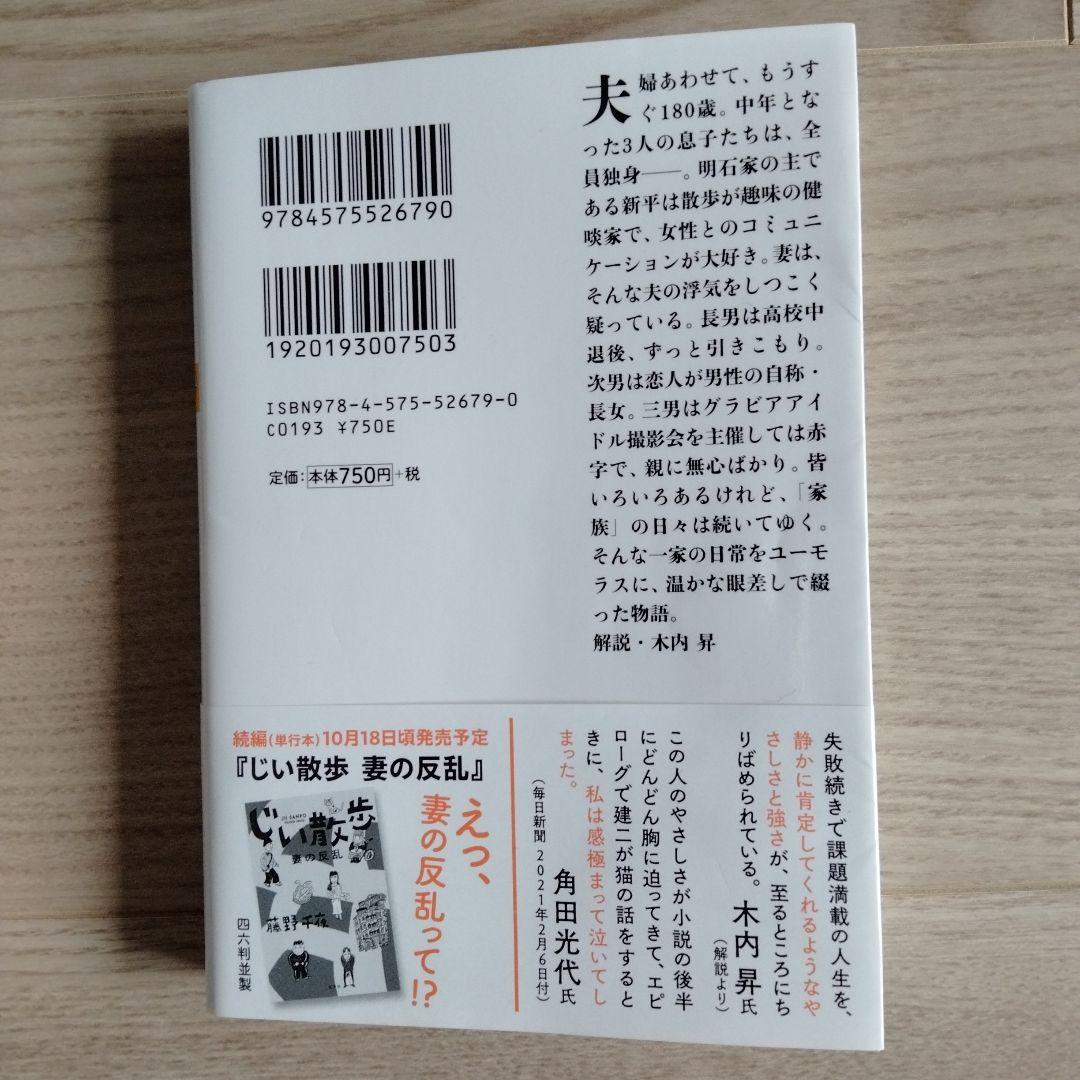 9784575526790
1920193007503
ISBN978-4-575-52679-0
C0193 ¥750E
定価：本体750円+税
夫婦あわせて、もうす
ぐ180歳。中年とな
った3人の息子たちは、全
員独身──。明石家の主で
ある新平は散歩が趣味の健
啖家で、女性とのコミュニ
ケーションが大好き。妻は、
そんな夫の浮気をしつこく
疑っている。長男は高校中
退後、ずっと引きこもり。
次男は恋人が男性の自称・
長女。三男はグラビアアイ
ドル撮影会を主催しては赤
字で、親に無心ばかり。皆
いろいろあるけれど、「家
族」の日々は続いてゆく。
そんな一家の日常をユーモ
ラスに、温かな眼差しで綴
った物語。
解説・木内 昇
失敗続きで課題満載の人生を、
静かに肯定してくれるようなや
さしさと強さが、至るところにち
りばめられている。
木内 昇氏
（解説より）
この人のやさしさが小説の後半
にどんどん胸に迫ってきて、エピ
ローグで建二が猫の話をすると
きに、私は感極まって泣いてし
まった。
角田光代氏
（毎日新聞 2021年2月6日付）
続編（単行本）10月18日頃発売予定
『じい散歩 妻の反乱』
えっ、
妻の反乱って!?
じい散歩
JII SANPO
妻の反乱
藤野千夜
四六判並製